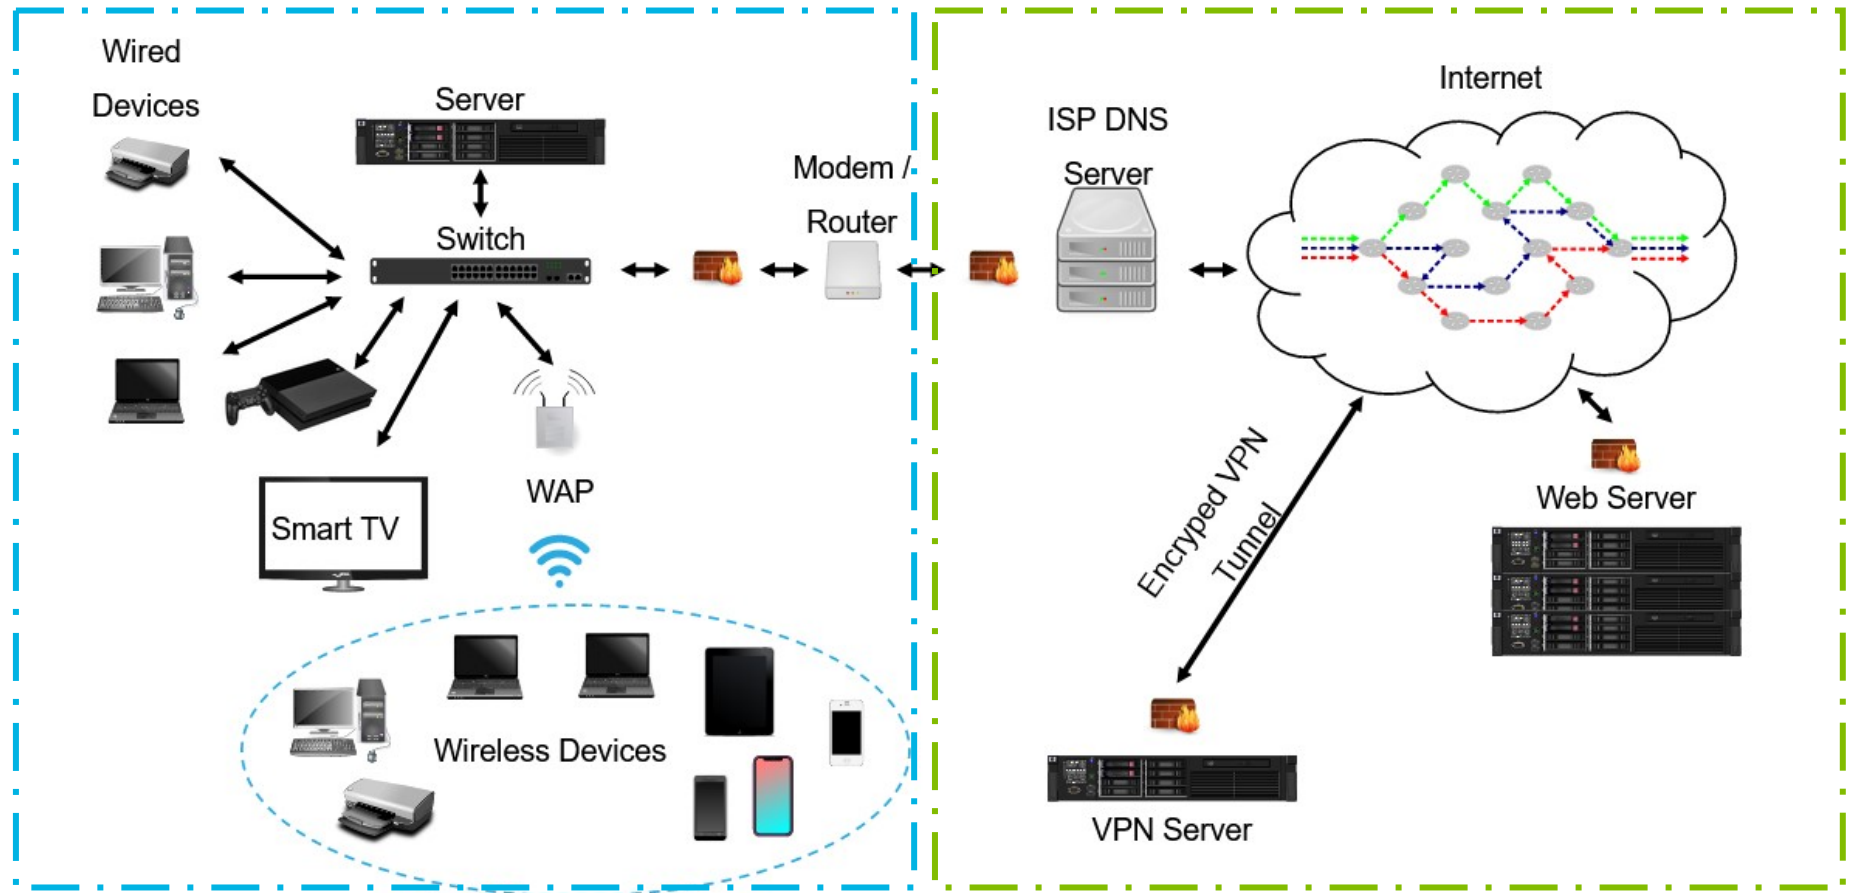 Wired
Devices
Server
Switch
Modem /
Router
Smart TV
WAP
Wireless Devices
ISP DNS
Server
Internet
Encryped VPN
Tunnel
Web Server
VPN Server